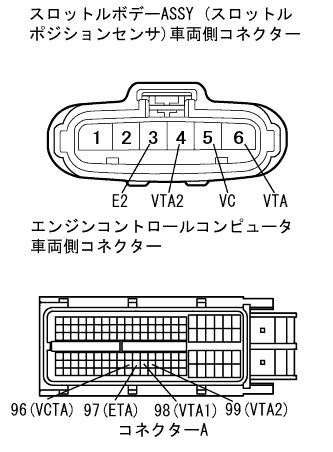 スロットルボデーASSY (スロットル
ポジションセンサ)車両側コネクター
1 2 3 4 5 6
E2 VTA2 VC VTA
エンジンコントロールコンピュータ
車両側コネクター
96(VCTA) 97(ETA) 98(VTA1) 99(VTA2)
コネクターA